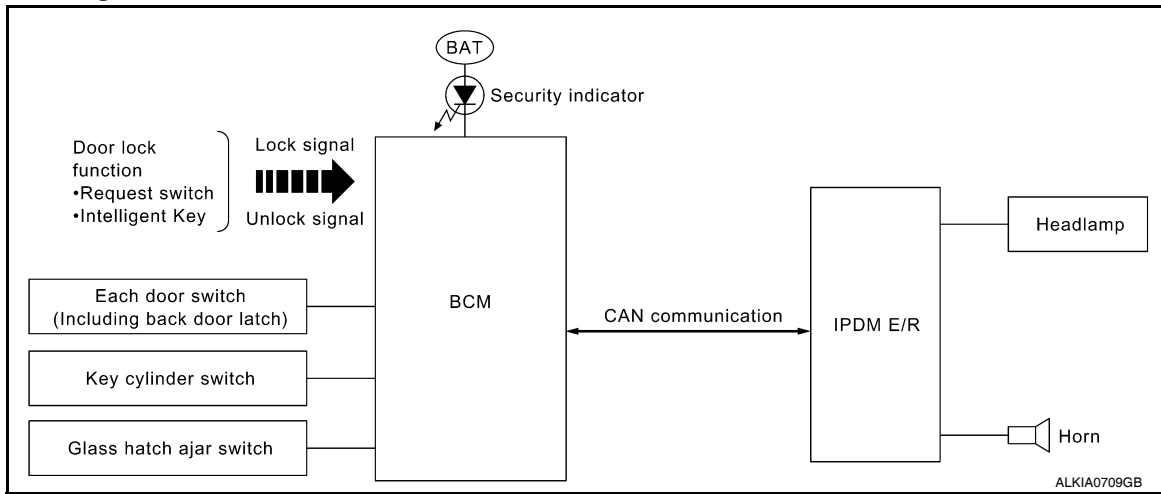 BAT
Security indicator
Door lock
function
•Request switch
•Intelligent Key
Lock signal
Unlock signal
Each door switch
(Including back door latch)
Key cylinder switch
Glass hatch ajar switch
BCM
CAN communication
IPDM E/R
Headlamp
Horn
ALKIA0709GB